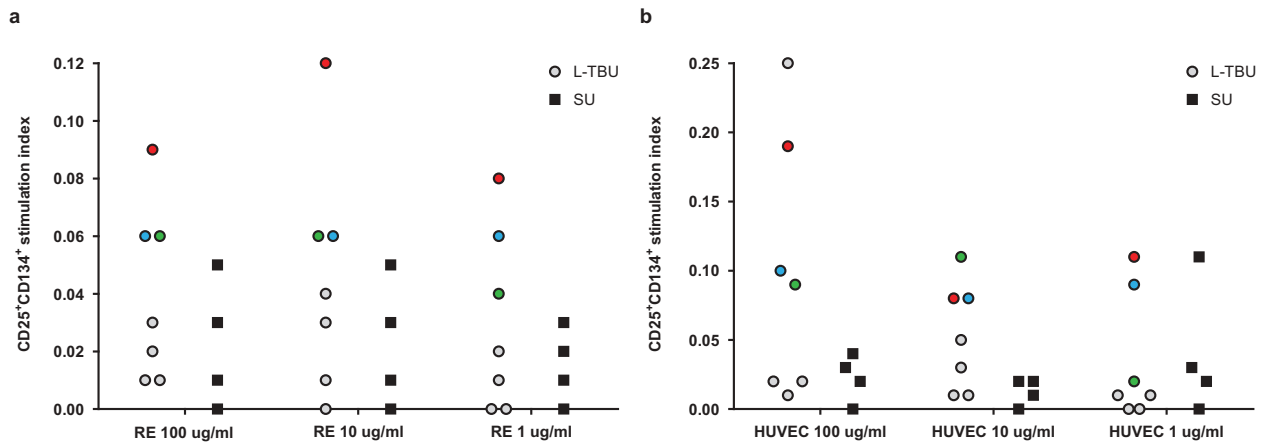 a
b
CD25⁺CD134⁺ stimulation index
0.12
0.10
0.08
0.06
0.04
0.02
0.00
L-TBU
SU
RE 100 ug/ml
RE 10 ug/ml
RE 1 ug/ml
CD25⁺CD134⁺ stimulation index
0.25
0.20
0.15
0.10
0.05
0.00
L-TBU
SU
HUVEC 100 ug/ml
HUVEC 10 ug/ml
HUVEC 1 ug/ml